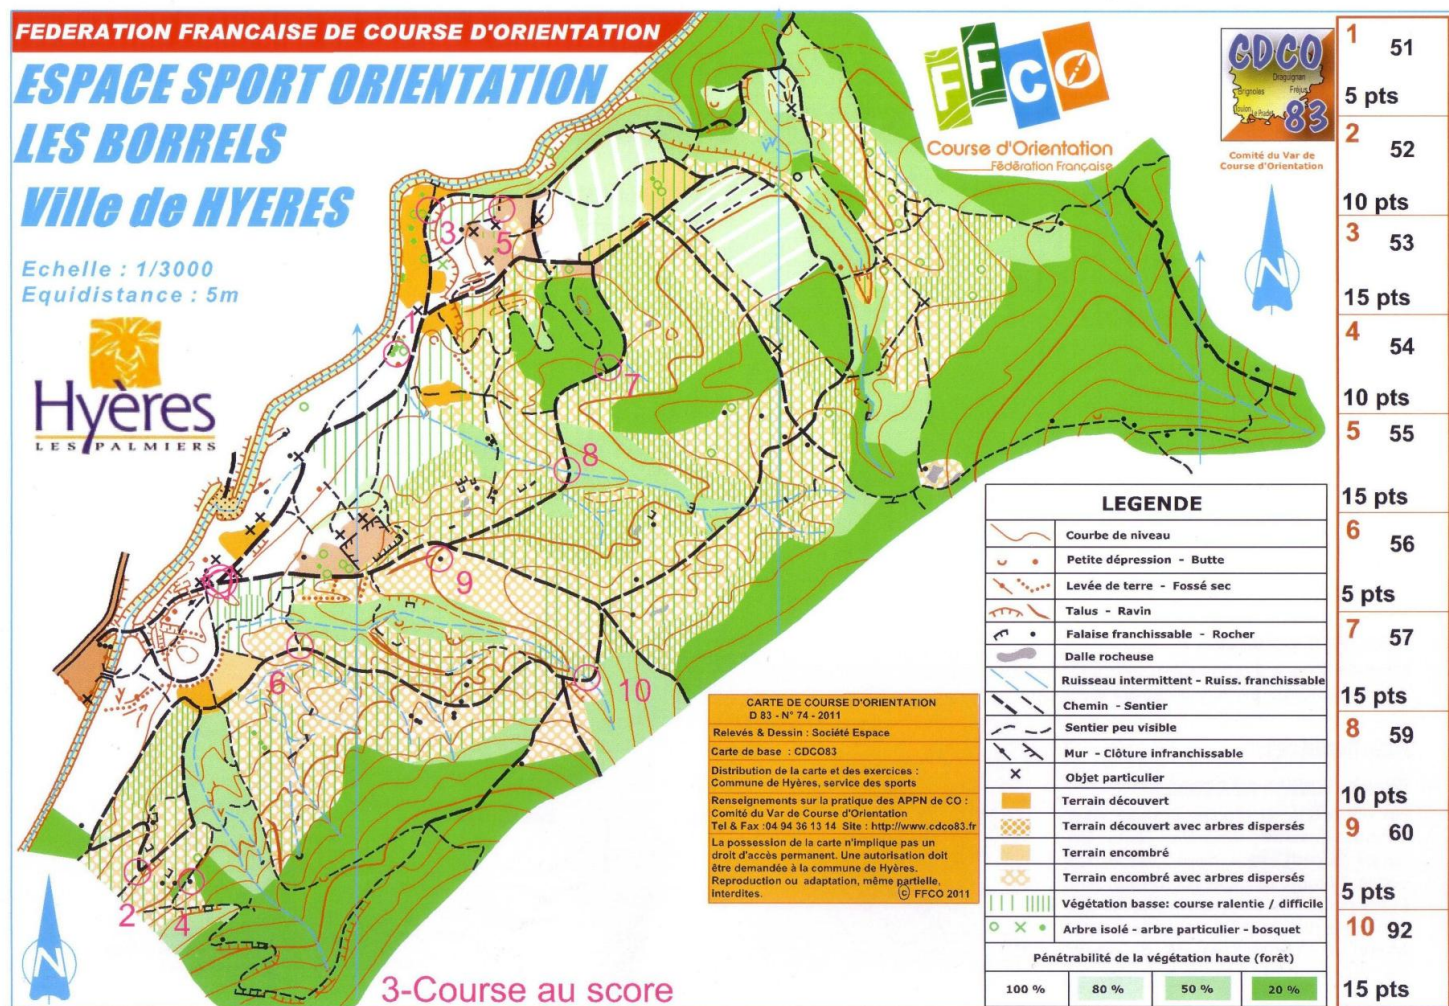 FEDERATION FRANCAISE DE COURSE D'ORIENTATION
ESPACE SPORT ORIENTATION
LES BORRELS
Ville de HYERES
Echelle : 1/3000
Equidistance : 5m
Hyères
LES PALMIERS
FFCO
Course d'Orientation
Fédération Française
CDCO
Draguignan
Fréjus
83
Comité du Var de
Course d'Orientation
N
3
5
1
7
8
9
6
10
2
4
N
3-Course au score
CARTE DE COURSE D'ORIENTATION
D 83 - N° 74 - 2011
Relevés & Dessin : Société Espace
Carte de base : CDCO83
Distribution de la carte et des exercices :
Commune de Hyères, service des sports
Renseignements sur la pratique des APPN de CO :
Comité du Var de Course d'Orientation
Tel & Fax :04 94 36 13 14 Site : http://www.cdco83.fr
La possession de la carte n'implique pas un
droit d'accès permanent. Une autorisation doit
être demandée à la commune de Hyères.
Reproduction ou adaptation, même partielle,
interdites.
© FFCO 2011
LEGENDE
Courbe de niveau
Petite dépression - Butte
Levée de terre - Fossé sec
Talus - Ravin
Falaise franchissable - Rocher
Dalle rocheuse
Ruisseau intermittent - Ruiss. franchissable
Chemin - Sentier
Sentier peu visible
Mur - Clôture infranchissable
Objet particulier
Terrain découvert
Terrain découvert avec arbres dispersés
Terrain encombré
Terrain encombré avec arbres dispersés
Végétation basse: course ralentie / difficile
Arbre isolé - arbre particulier - bosquet
Pénétrabilité de la végétation haute (forêt)
100 % 80 % 50 % 20 %
1 51
5 pts
2 52
10 pts
3 53
15 pts
4 54
10 pts
5 55
15 pts
6 56
5 pts
7 57
15 pts
8 59
10 pts
9 60
5 pts
10 92
15 pts